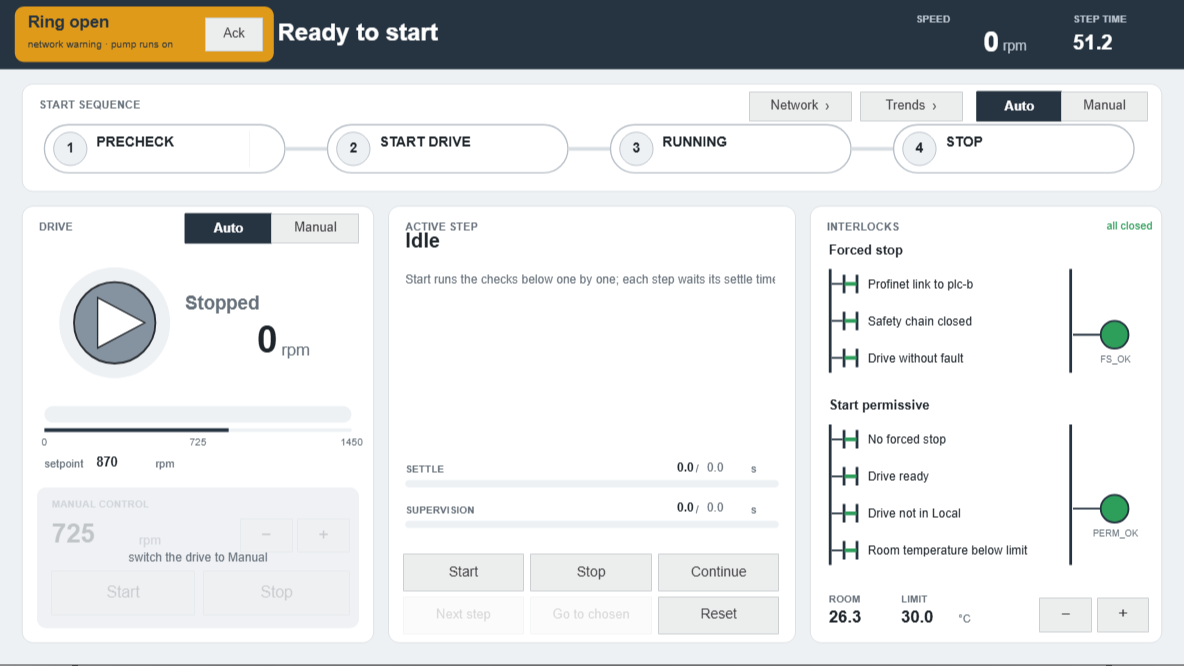 Ring open
network warning · pump runs on
Ack
Ready to start
SPEED
0 rpm
STEP TIME
51.2
START SEQUENCE
Network ›
Trends ›
Auto
Manual
1 PRECHECK
2 START DRIVE
3 RUNNING
4 STOP
DRIVE
Auto
Manual
Stopped
0 rpm
0 725 1450
setpoint 870 rpm
MANUAL CONTROL
725 rpm
− +
switch the drive to Manual
Start Stop
ACTIVE STEP
Idle
Start runs the checks below one by one; each step waits its settle time
SETTLE 0.0 / 0.0 s
SUPERVISION 0.0 / 0.0 s
Start Stop Continue
Next step Go to chosen Reset
INTERLOCKS
all closed
Forced stop
Profinet link to plc-b
Safety chain closed
Drive without fault
FS_OK
Start permissive
No forced stop
Drive ready
Drive not in Local
Room temperature below limit
PERM_OK
ROOM LIMIT
26.3 30.0 °C
− +